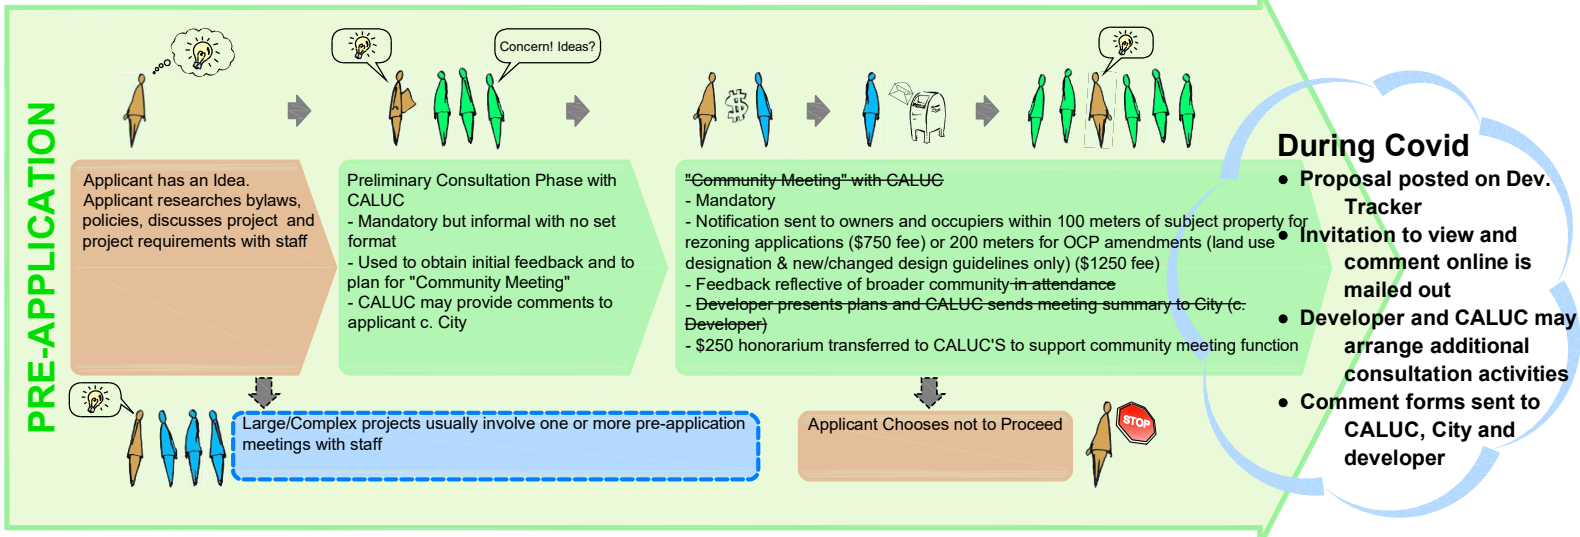 PRE-APPLICATION
Concern! Ideas?
Applicant has an Idea.
Applicant researches bylaws,
policies, discusses project and
project requirements with staff
Preliminary Consultation Phase with
CALUC
- Mandatory but informal with no set
format
- Used to obtain initial feedback and to
plan for "Community Meeting"
- CALUC may provide comments to
applicant c. City
"Community Meeting" with CALUC
- Mandatory
- Notification sent to owners and occupiers within 100 meters of subject property for
rezoning applications ($750 fee) or 200 meters for OCP amendments (land use
designation & new/changed design guidelines only) ($1250 fee)
- Feedback reflective of broader community in attendance
- Developer presents plans and CALUC sends meeting summary to City (c.
Developer)
- $250 honorarium transferred to CALUC'S to support community meeting function
Large/Complex projects usually involve one or more pre-application
meetings with staff
Applicant Chooses not to Proceed
STOP
During Covid
● Proposal posted on Dev.
Tracker
● Invitation to view and
comment online is
mailed out
● Developer and CALUC may
arrange additional
consultation activities
● Comment forms sent to
CALUC, City and
developer